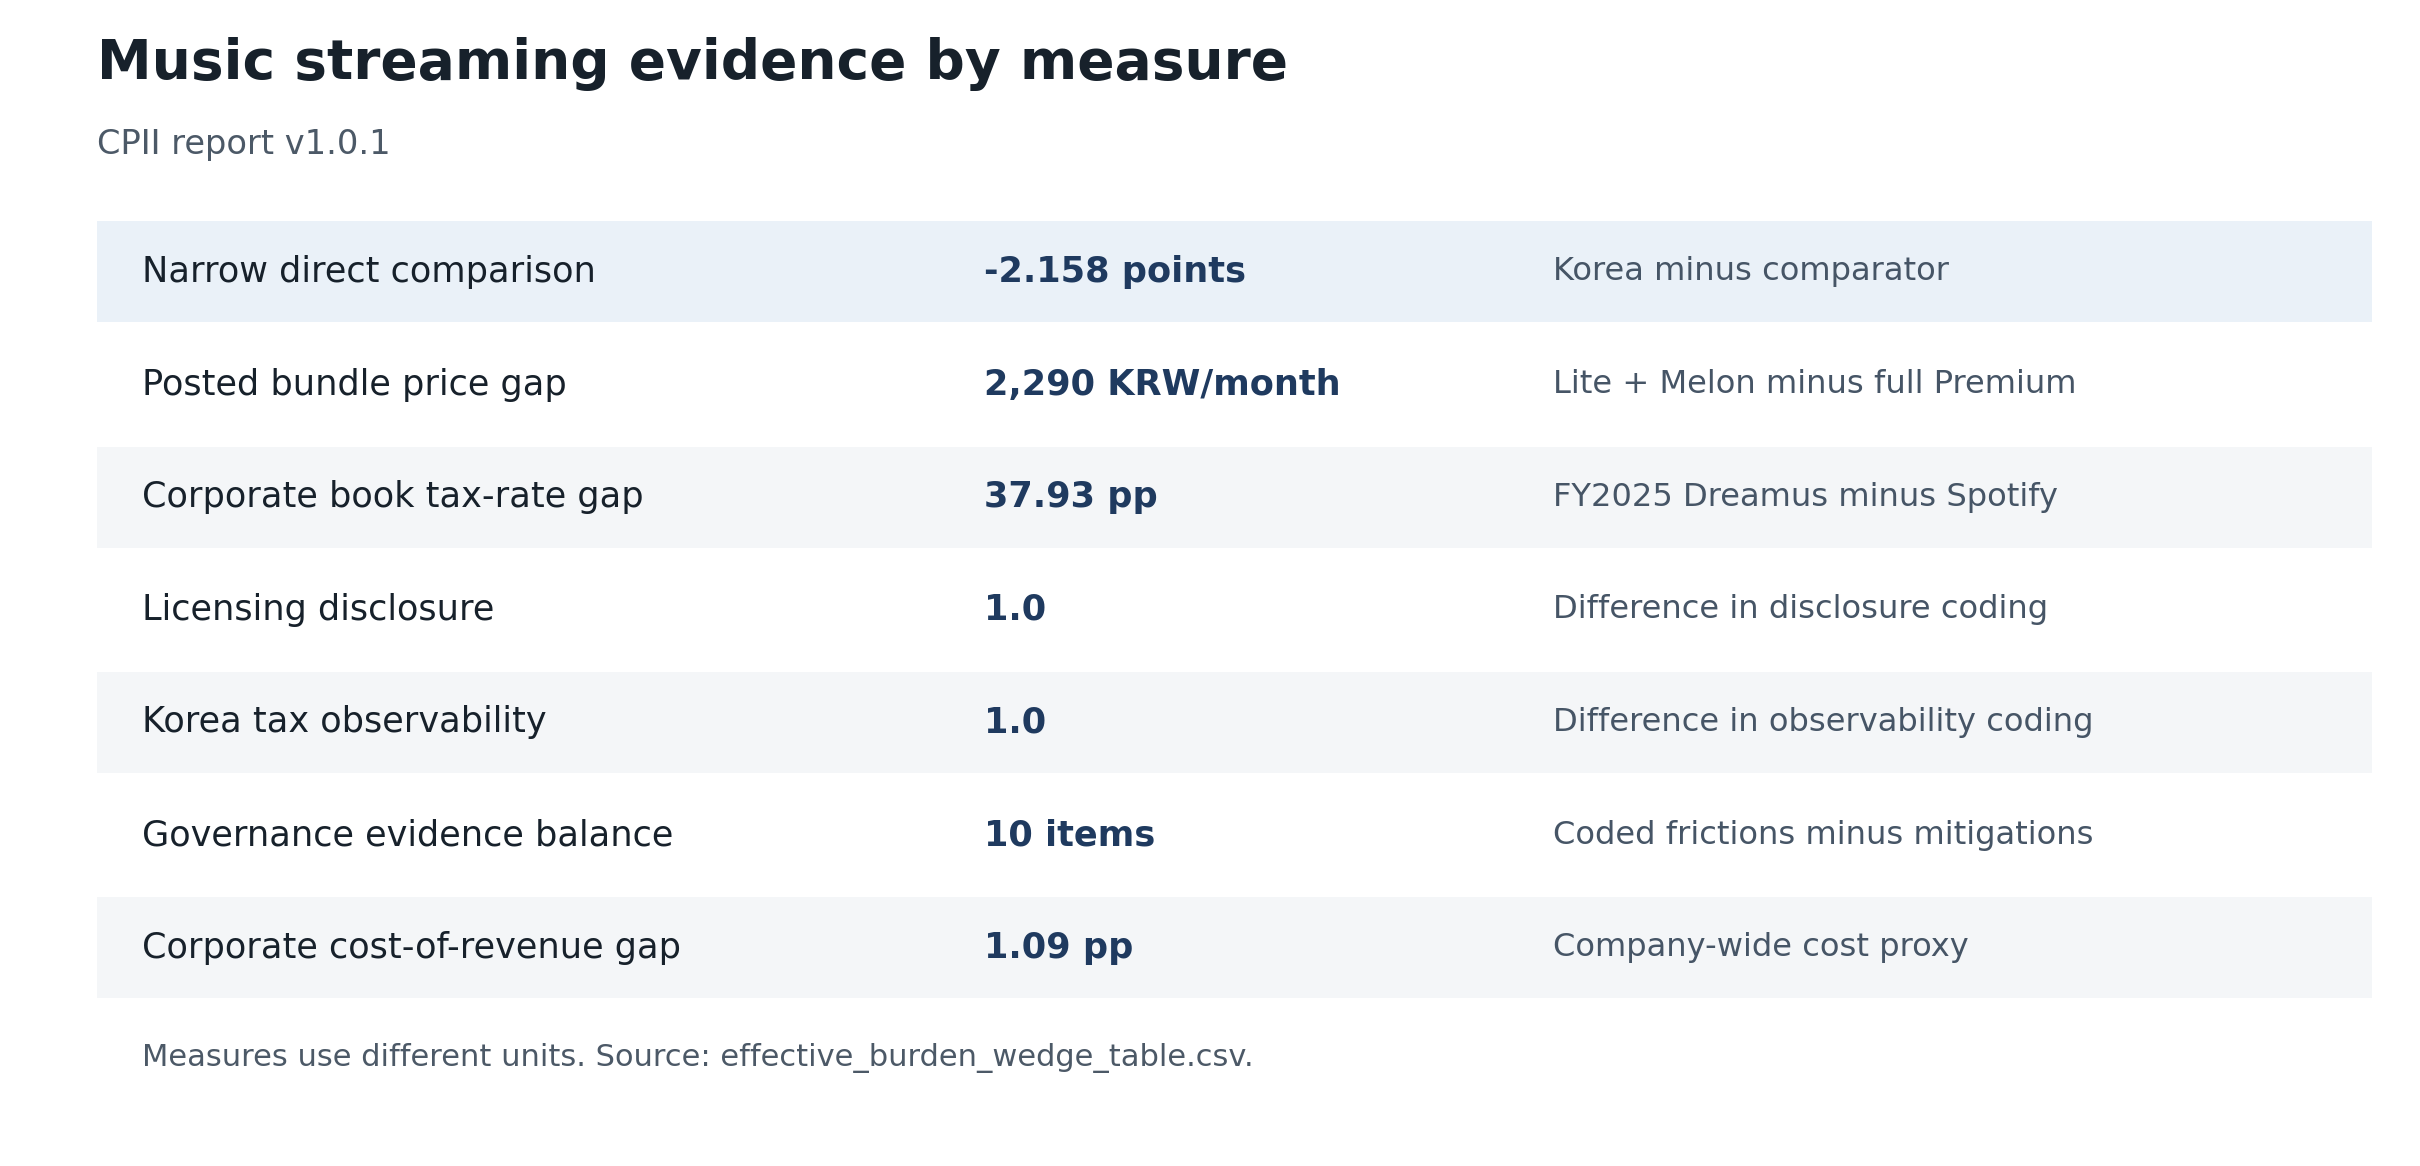 Music streaming evidence by measure
CPII report v1.0.1
Narrow direct comparison -2.158 points Korea minus comparator
Posted bundle price gap 2,290 KRW/month Lite + Melon minus full Premium
Corporate book tax-rate gap 37.93 pp FY2025 Dreamus minus Spotify
Licensing disclosure 1.0 Difference in disclosure coding
Korea tax observability 1.0 Difference in observability coding
Governance evidence balance 10 items Coded frictions minus mitigations
Corporate cost-of-revenue gap 1.09 pp Company-wide cost proxy
Measures use different units. Source: effective_burden_wedge_table.csv.